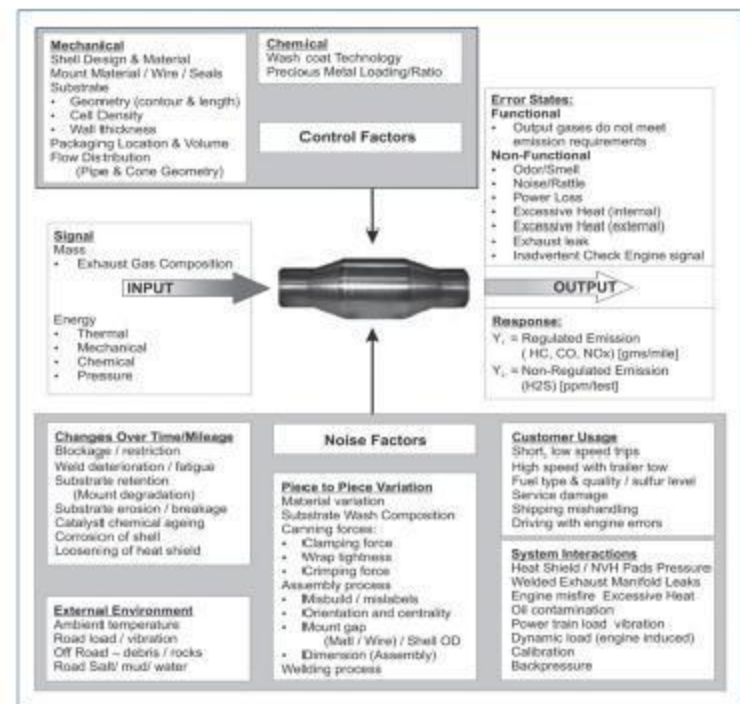 Mechanical
Shell Design & Material
Mount Material / Wire / Seals
Substrate
• Geometry (contour & length)
• Cell Density
• Wall thickness
Packaging Location & Volume
Flow Distribution
(Pipe & Cone Geometry)
Chemical
Wash coat Technology
Precious Metal Loading/Ratio
Control Factors
Error States:
Functional
• Output gases do not meet
emission requirements
Non-Functional
• Odor/Smell
• Noise/Rattle
• Power Loss
• Excessive Heat (internal)
• Excessive Heat (external)
• Exhaust leak
• Inadvertent Check Engine signal
Signal
Mass
• Exhaust Gas Composition
INPUT
Energy
• Thermal
• Mechanical
• Chemical
• Pressure
OUTPUT
Response:
Y = Regulated Emission
( HC, CO, NOx) [gms/mile]
Y = Non-Regulated Emission
(H2S) [ppm/test]
Changes Over Time/Mileage
Blockage / restriction
Weld deterioration / fatigue
Substrate retention
(Mount degradation)
Substrate erosion / breakage
Catalyst chemical ageing
Corrosion of shell
Loosening of heat shield
External Environment
Ambient temperature
Road load / vibration
Off Road – debris / rocks
Road Salt/ mud/ water
Noise Factors
Piece to Piece Variation
Material variation
Substrate Wash Composition
Canning forces:
• Clamping force
• Wrap tightness
• Crimping force
Assembly process
• Misbuild / mislabels
• Orientation and centrality
• Mount gap
(Matl / Wire) / Shell OD
• Dimension (Assembly)
Welding process
Customer Usage
Short, low speed trips
High speed with trailer tow
Fuel type & quality / sulfur level
Service damage
Shipping mishandling
Driving with engine errors
System Interactions
Heat Shield / NVH Pads Pressure
Welded Exhaust Manifold Leaks
Engine misfire Excessive Heat
Oil contamination
Power train load vibration
Dynamic load (engine induced)
Calibration
Backpressure